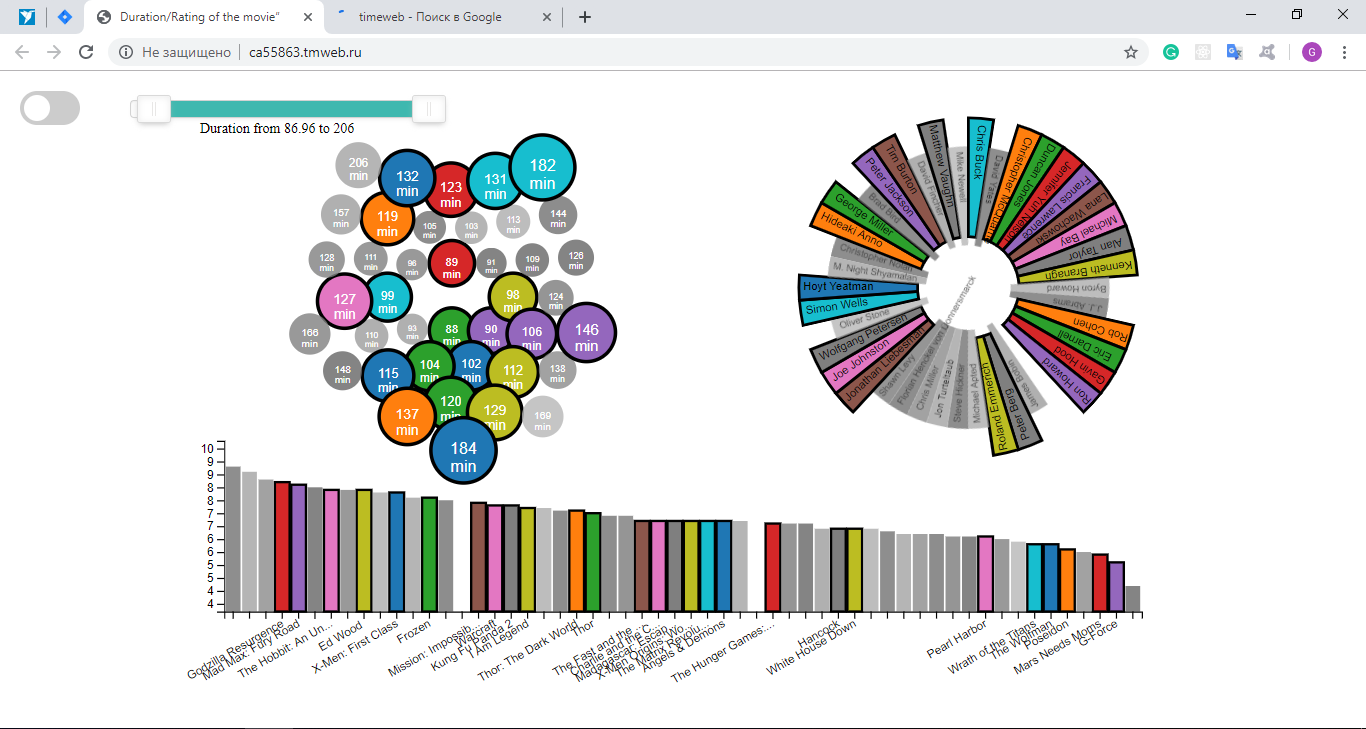 Duration/Rating of the movie"
timeweb - Поиск в Google
Не защищено
ca55863.tmweb.ru
G
Duration from 86.96 to 206
206 min
132 min
123 min
131 min
182 min
157 min
119 min
105 min
103 min
113 min
144 min
128 min
111 min
96 min
89 min
91 min
109 min
126 min
127 min
99 min
98 min
124 min
166 min
110 min
93 min
88 min
90 min
106 min
146 min
148 min
115 min
104 min
102 min
112 min
138 min
137 min
120 min
129 min
169 min
184 min
Chris Buck
David Yates
Christopher McQuarri
Duncan Jones
Jennifer Yuh Nelson
Francis Lawrence
Lana Wachowski
Michael Bay
Alan Taylor
Kenneth Branagh
Byron Howard
J.J. Abrams
Rob Cohen
Eric Darnell
Gavin Hood
Ron Howard
James Bobin
Peter Berg
Roland Emmerich
Michael Apted
Steve Hickner
Jon Turteltaub
Chris Miller
Florian Henckel von Donnersmarck
Shawn Levy
Jonathan Liebesman
Joe Johnston
Wolfgang Petersen
Oliver Stone
Simon Wells
Hoyt Yeatman
M. Night Shyamalan
Christopher Nolan
Hideaki Anno
George Miller
Brad Bird
Peter Jackson
Tim Burton
David Fincher
Matthew Vaughn
Mike Newell
10
9
9
8
8
7
7
6
6
5
5
4
4
Godzilla Resurgence
Mad Max: Fury Road
The Hobbit: An Un...
Ed Wood
X-Men: First Class
Frozen
Mission: Impossib...
Warcraft
Kung Fu Panda 2
I Am Legend
Thor: The Dark World
Thor
The Fast and the ...
Charlie and the C...
Madagascar: Escap...
X-Men Origins: Wo...
The Matrix Revolu...
Angels & Demons
The Hunger Games:...
Hancock
White House Down
Pearl Harbor
Wrath of the Titans
The Wolfman
Poseidon
Mars Needs Moms
G-Force